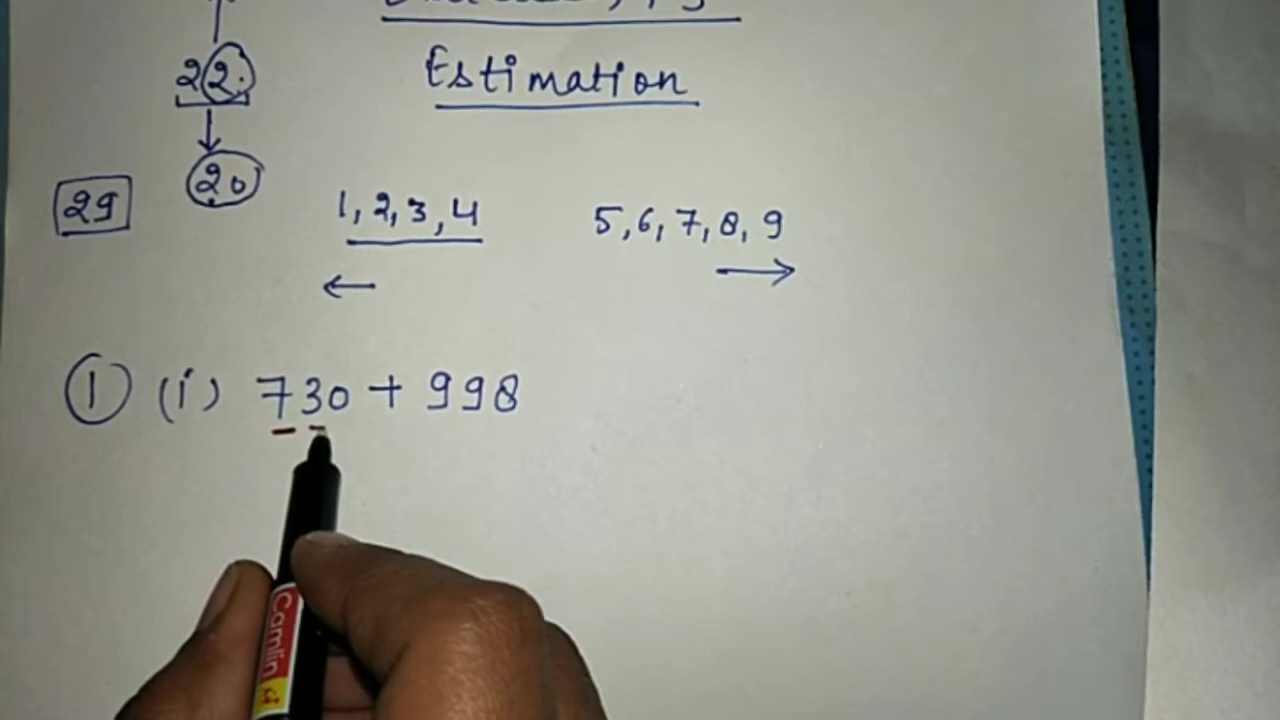 22.
Estimation
20
29
1, 2, 3, 4 5, 6, 7, 8, 9
1 (i) 730 + 998
Camlin